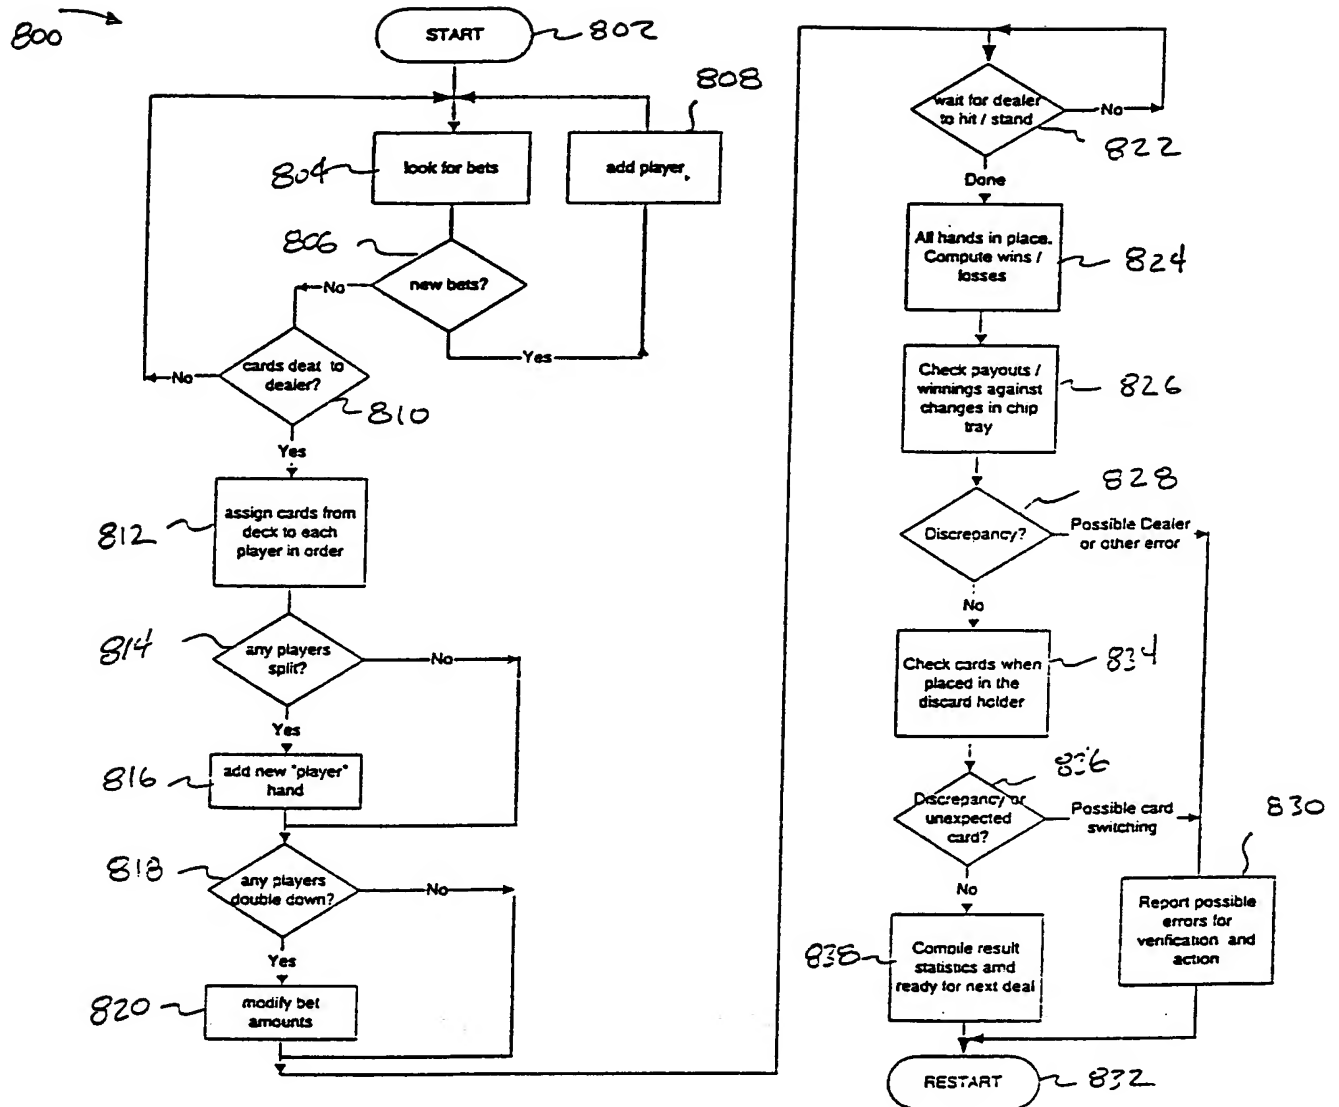 800
START
802
808
look for bets
804
add player
806
new bets?
No
Yes
cards dealt to
dealer?
No
810
Yes
812
assign cards from
deck to each
player in order
814
any players
split?
No
Yes
816
add new "player"
hand
818
any players
double down?
No
Yes
820
modify bet
amounts
wait for dealer
to hit / stand
No
822
Done
All hands in place.
Compute wins /
losses
824
Check payouts /
winnings against
changes in chip
tray
826
828
Discrepancy?
Possible Dealer
or other error
No
Check cards when
placed in the
discard holder
834
836
Discrepancy or
unexpected
card?
Possible card
switching
830
No
Report possible
errors for
verification and
action
838
Compile result
statistics amd
ready for next deal
RESTART
832